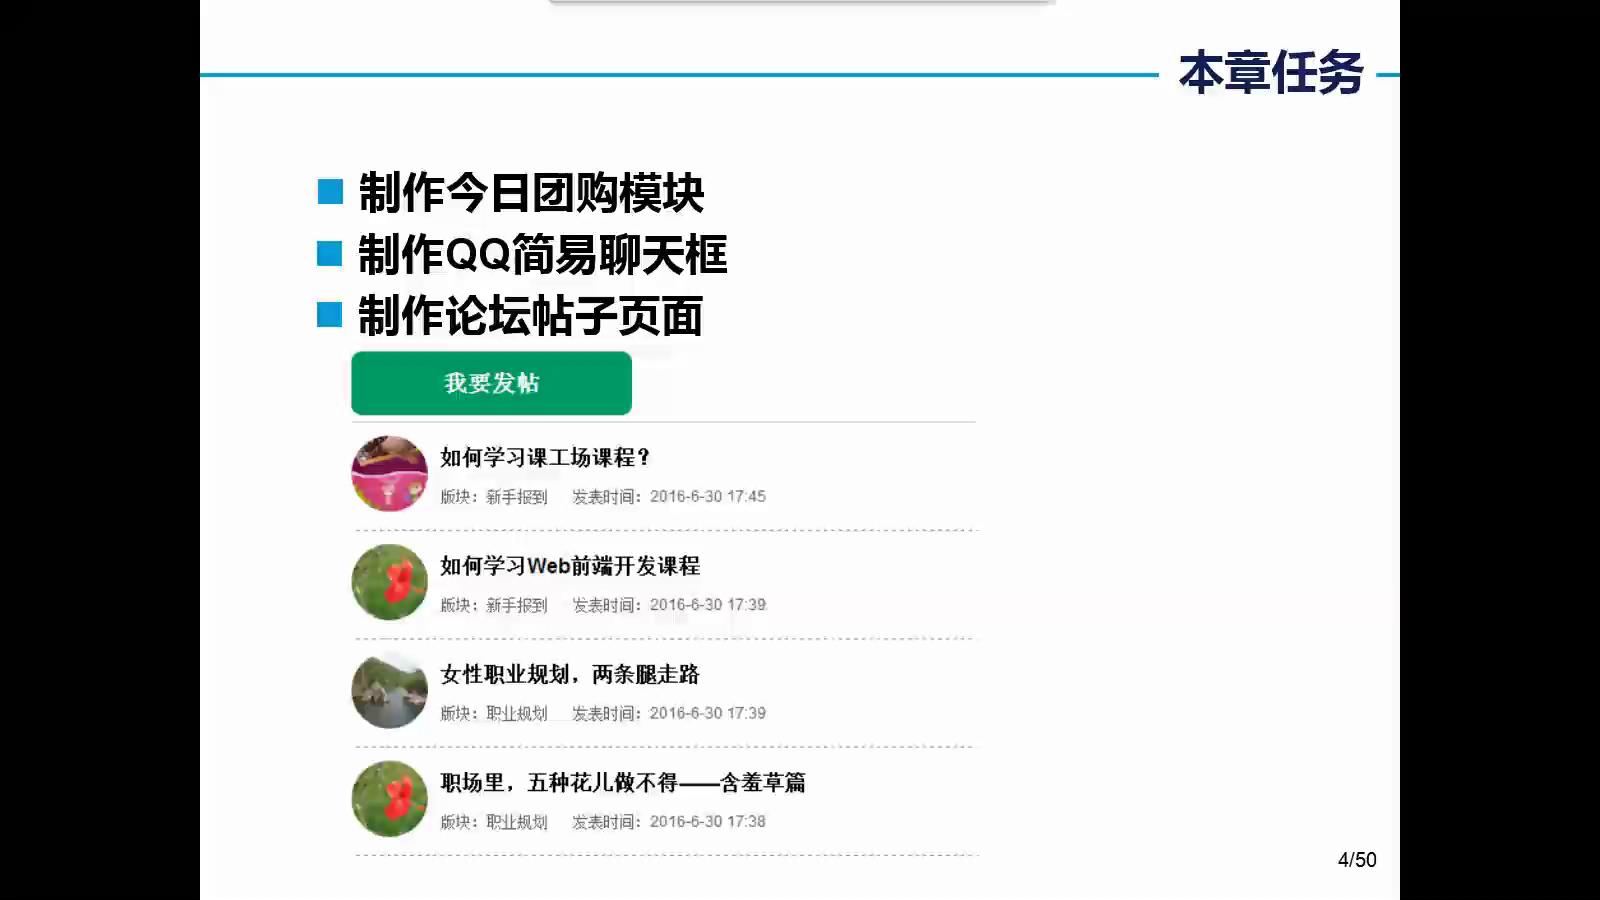 本章任务
制作今日团购模块
制作QQ简易聊天框
制作论坛帖子页面
我要发帖
如何学习课工场课程？
版块：新手报到 发表时间：2016-6-30 17:45
如何学习Web前端开发课程
版块：新手报到 发表时间：2016-6-30 17:39
女性职业规划，两条腿走路
版块：职业规划 发表时间：2016-6-30 17:39
职场里，五种花儿做不得——含羞草篇
版块：职业规划 发表时间：2016-6-30 17:38
4/50